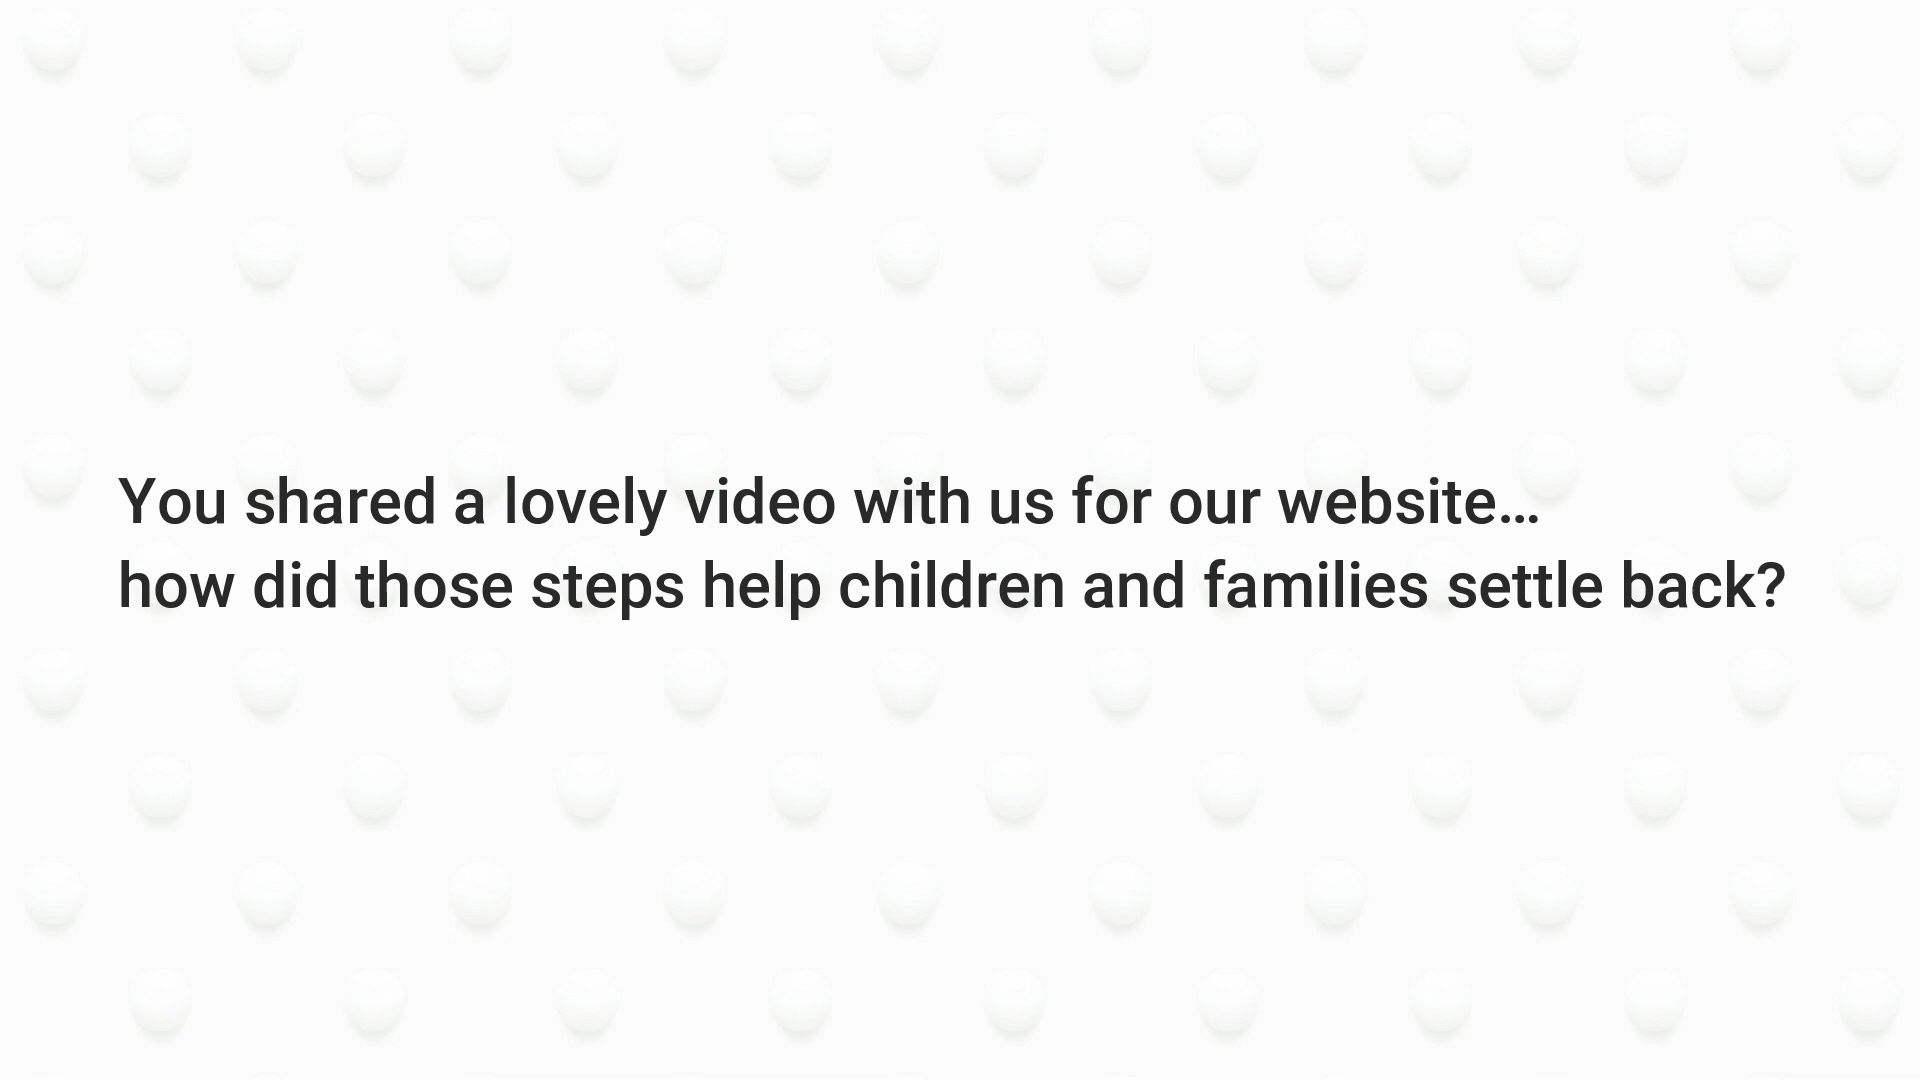 You shared a lovely video with us for our website…
how did those steps help children and families settle back?